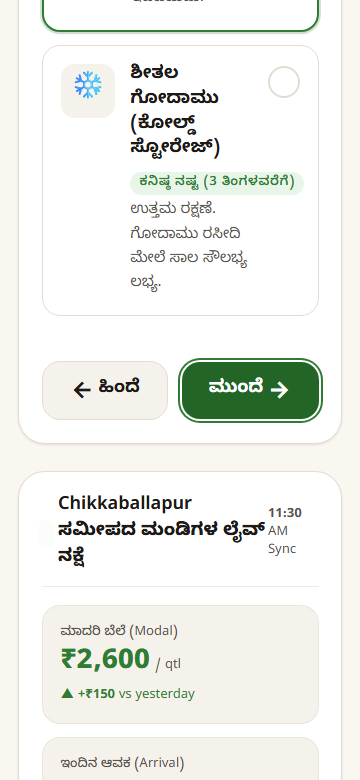 ಶೀತಲ
ಗೋದಾಮು
(ಕೋಲ್ಡ್
ಸ್ಟೋರೇಜ್)
ಕನಿಷ್ಠ ನಷ್ಟ (3 ತಿಂಗಳವರೆಗೆ)
ಉತ್ತಮ ರಕ್ಷಣೆ.
ಗೋದಾಮು ರಸೀದಿ
ಮೇಲೆ ಸಾಲ ಸೌಲಭ್ಯ
ಲಭ್ಯ.
← ಹಿಂದೆ
ಮುಂದೆ →
Chikkaballapur
ಸಮೀಪದ ಮಂಡಿಗಳ ಲೈವ್
ನಕ್ಷೆ
11:30
AM
Sync
ಮಾದರಿ ಬೆಲೆ (Modal)
₹2,600 / qtl
▲ +₹150 vs yesterday
ಇಂದಿನ ಆವಕ (Arrival)